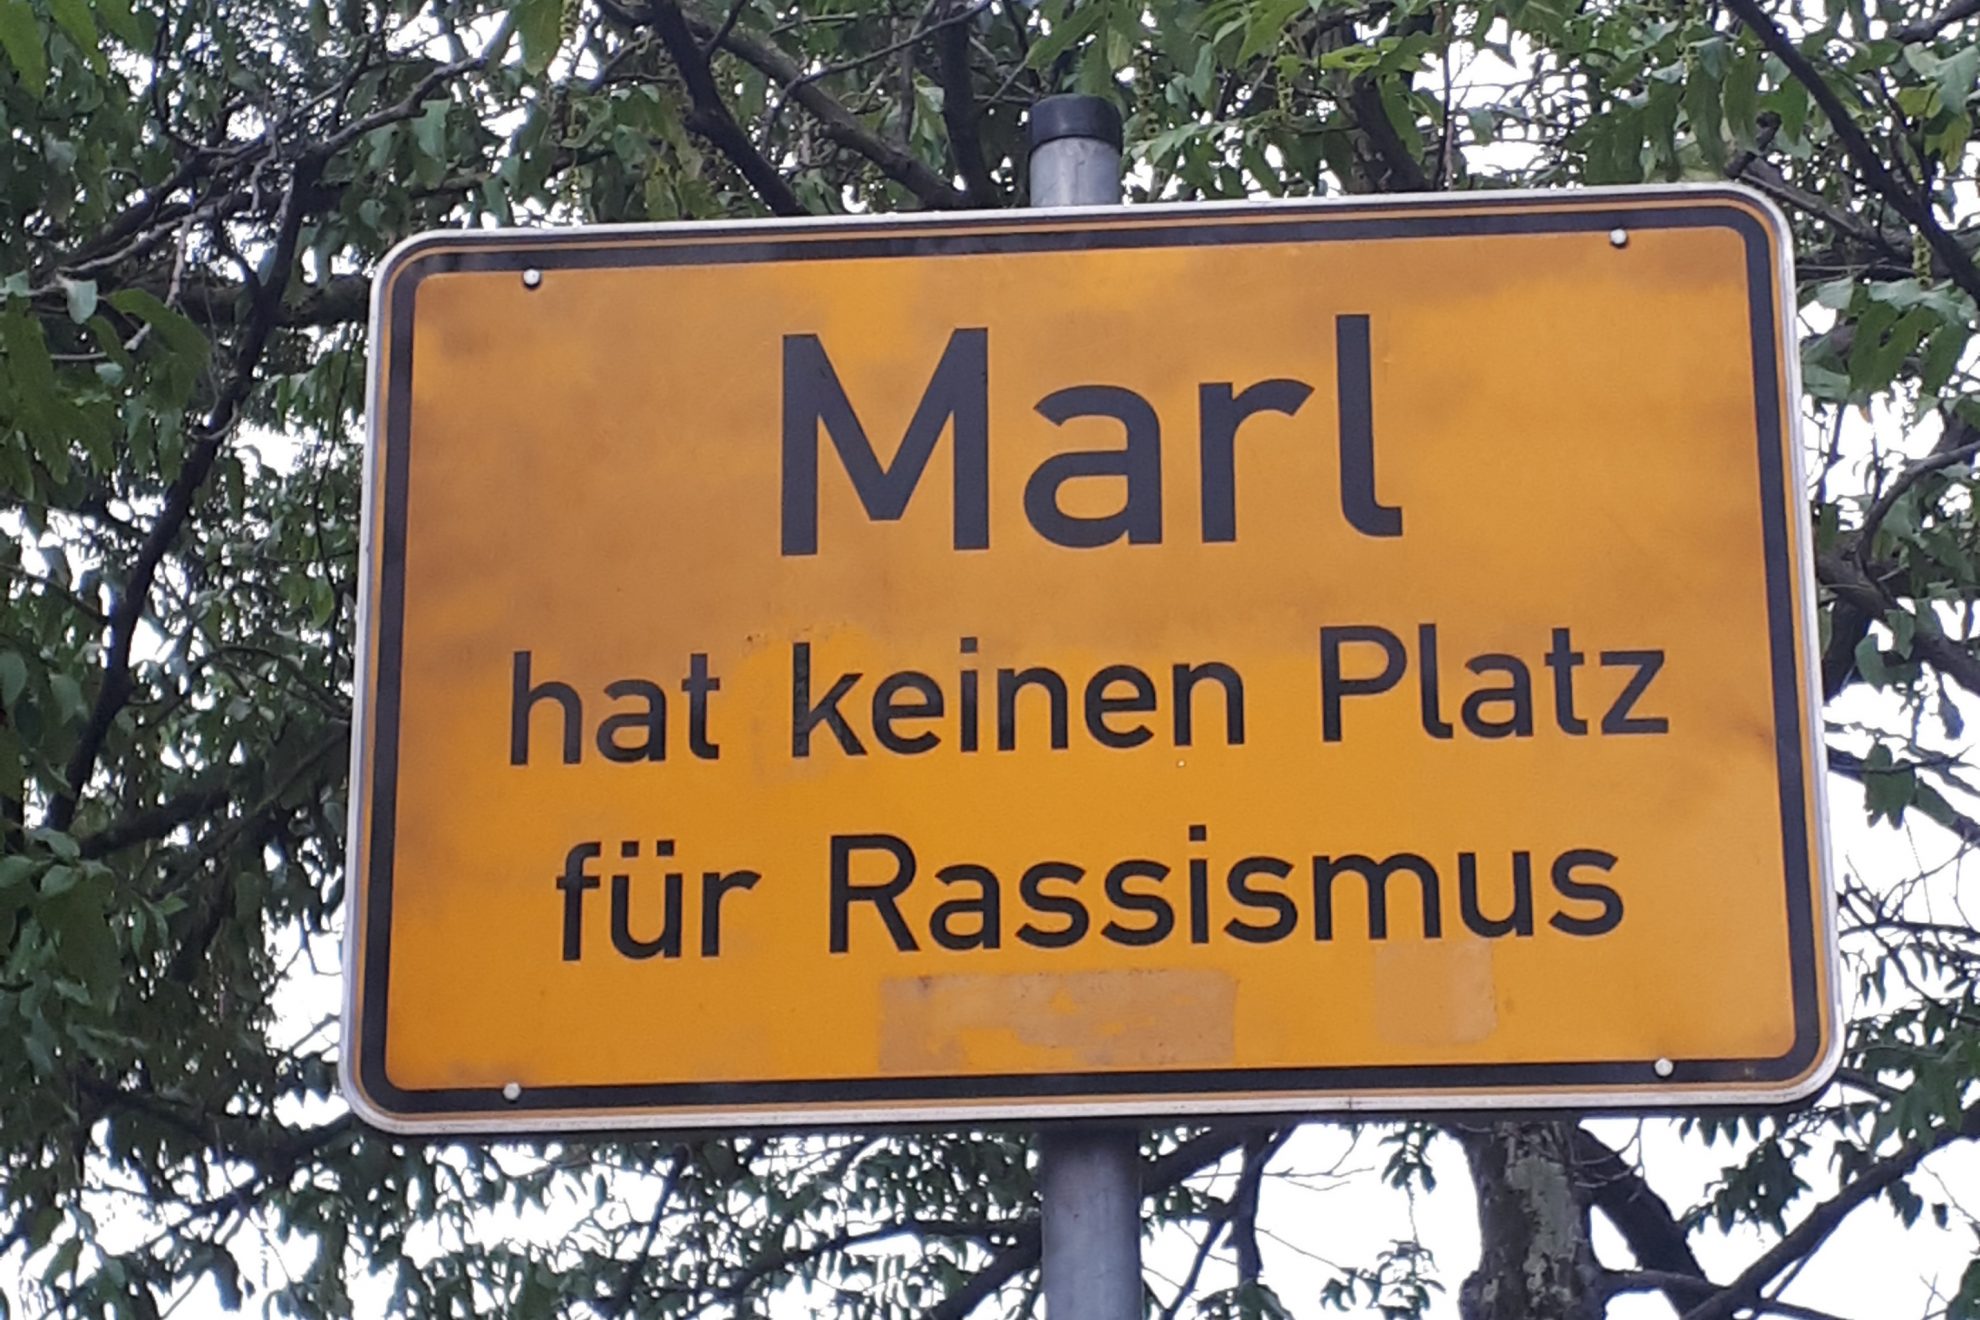 Marl
hat keinen Platz
für Rassismus